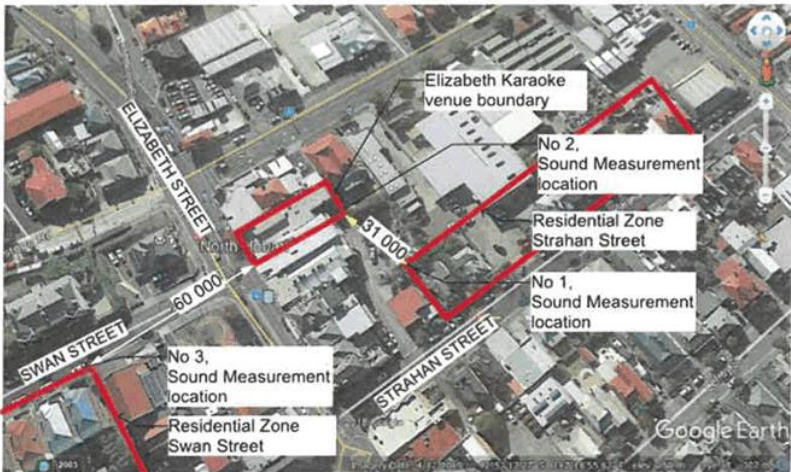 Elizabeth Karaoke
venue boundary
ELIZABETH STREET
No 2,
Sound Measurement
location
31 000
Residential Zone
Strahan Street
60 000
No 1,
Sound Measurement
location
SWAN STREET
STRAHAN STREET
No 3,
Sound Measurement
location
Residential Zone
Swan Street
Google Earth
2003